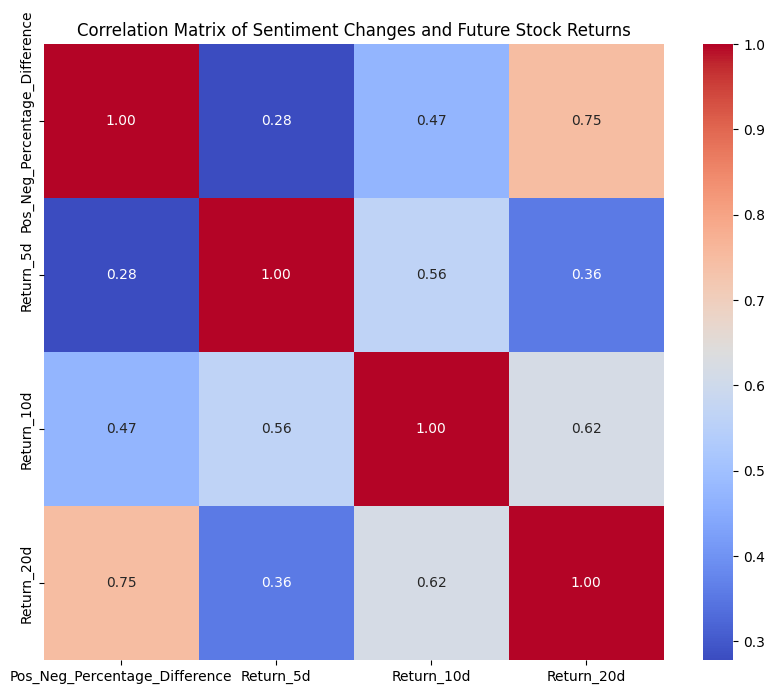 Correlation Matrix of Sentiment Changes and Future Stock Returns
Pos_Neg_Percentage_Difference
1.00 0.28 0.47 0.75
Return_5d
0.28 1.00 0.56 0.36
Return_10d
0.47 0.56 1.00 0.62
Return_20d
0.75 0.36 0.62 1.00
Pos_Neg_Percentage_Difference Return_5d Return_10d Return_20d
1.0
0.9
0.8
0.7
0.6
0.5
0.4
0.3